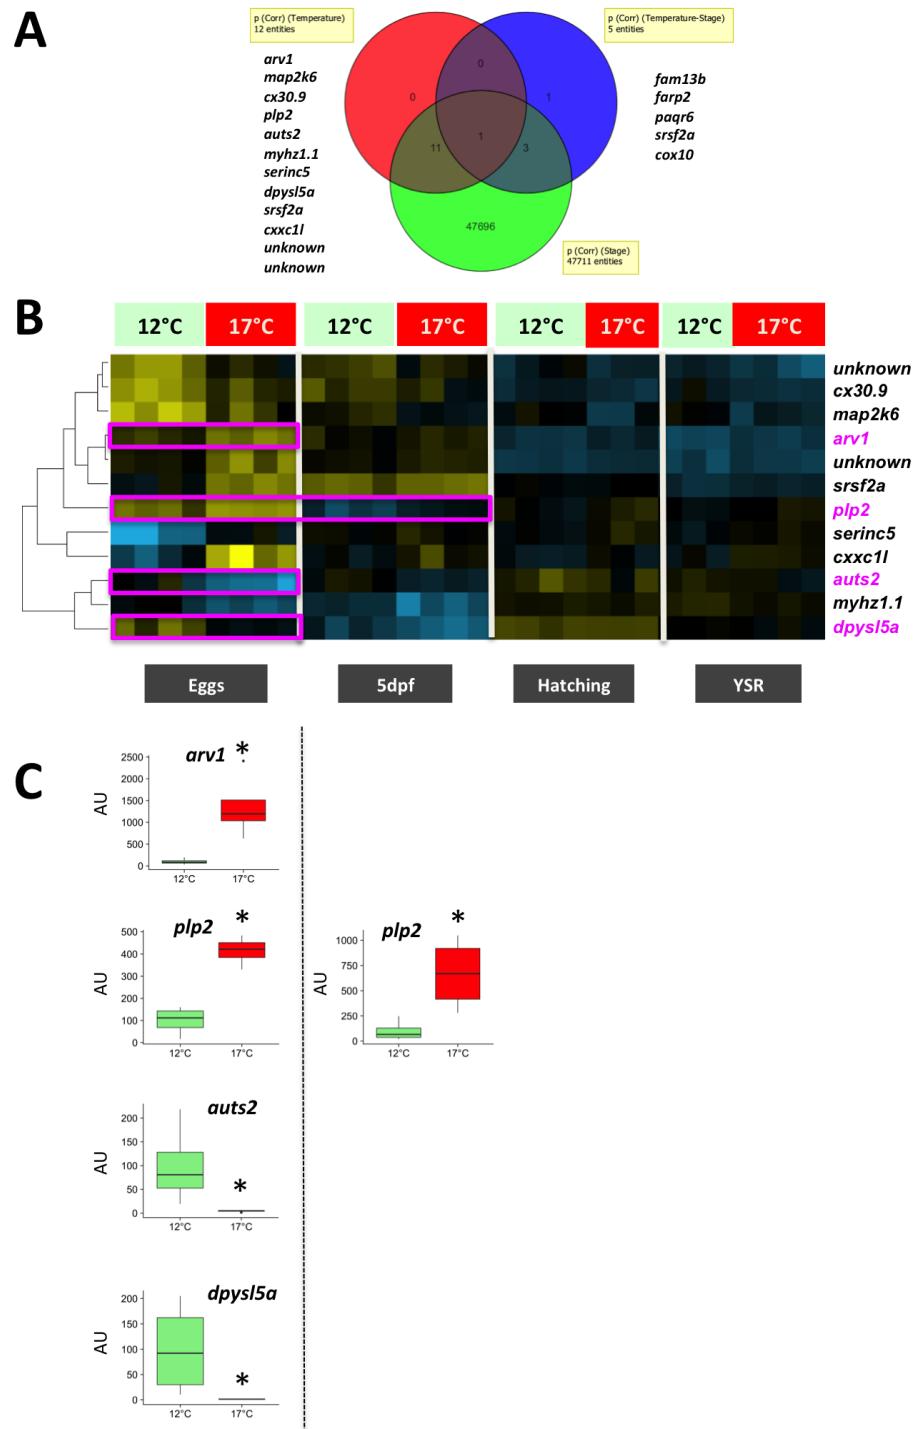 A
p (Corr) (Temperature)
12 entities
p (Corr) (Temperature-Stage)
5 entities
arv1
map2k6
cx30.9
plp2
auts2
myhz1.1
serinc5
dpysl5a
srsf2a
cxxc1l
unknown
unknown
0
0
1
11
1
3
47696
fam13b
farp2
paqr6
srsf2a
cox10
p (Corr) (Stage)
47711 entities
B
12°C 17°C 12°C 17°C 12°C 17°C 12°C 17°C
unknown
cx30.9
map2k6
arv1
unknown
srsf2a
plp2
serinc5
cxxc1l
auts2
myhz1.1
dpysl5a
Eggs 5dpf Hatching YSR
C
arv1 *
AU
2500
2000
1500
1000
500
0
12°C 17°C
plp2 *
AU
500
400
300
200
100
0
12°C 17°C
plp2 *
AU
1000
750
500
250
0
12°C 17°C
auts2
*
AU
200
150
100
50
0
12°C 17°C
dpysl5a
*
AU
200
150
100
50
0
12°C 17°C